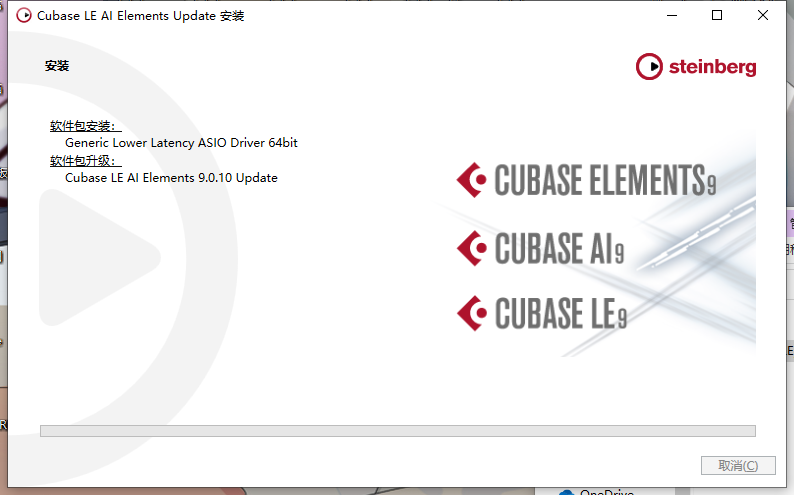 Cubase LE AI Elements Update 安装
安装
steinberg
软件包安装：
Generic Lower Latency ASIO Driver 64bit
软件包升级：
Cubase LE AI Elements 9.0.10 Update
CUBASE ELEMENTS9
CUBASE AI9
CUBASE LE9
取消(C)
OneDrive